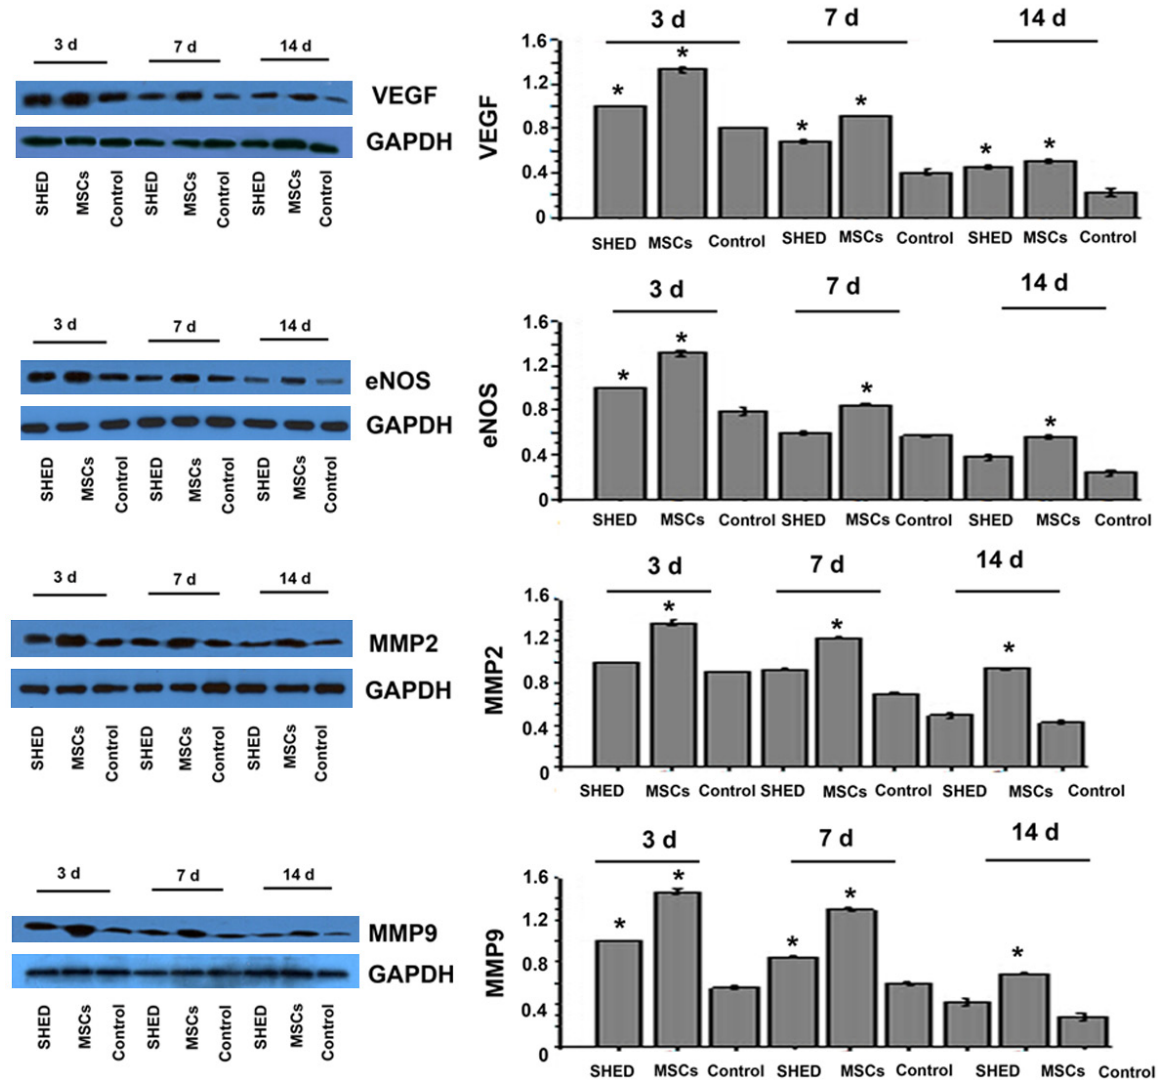 3 d 7 d 14 d
VEGF
GAPDH
SHED MSCs Control SHED MSCs Control SHED MSCs Control
3 d 7 d 14 d
VEGF
1.6
1.2
0.8
0.4
0
* * * * * *
SHED MSCs Control SHED MSCs Control SHED MSCs Control
3 d 7 d 14 d
eNOS
GAPDH
SHED MSCs Control SHED MSCs Control SHED MSCs Control
3 d 7 d 14 d
eNOS
1.6
1.2
0.8
0.4
0
* * * *
SHED MSCs Control SHED MSCs Control SHED MSCs Control
3 d 7 d 14 d
MMP2
GAPDH
SHED MSCs Control SHED MSCs Control SHED MSCs Control
3 d 7 d 14 d
MMP2
1.6
1.2
0.8
0.4
0
* * *
SHED MSCs Control SHED MSCs Control SHED MSCs Control
3 d 7 d 14 d
MMP9
GAPDH
SHED MSCs Control SHED MSCs Control SHED MSCs Control
3 d 7 d 14 d
MMP9
1.6
1.2
0.8
0.4
0
* * * * *
SHED MSCs Control SHED MSCs Control SHED MSCs Control